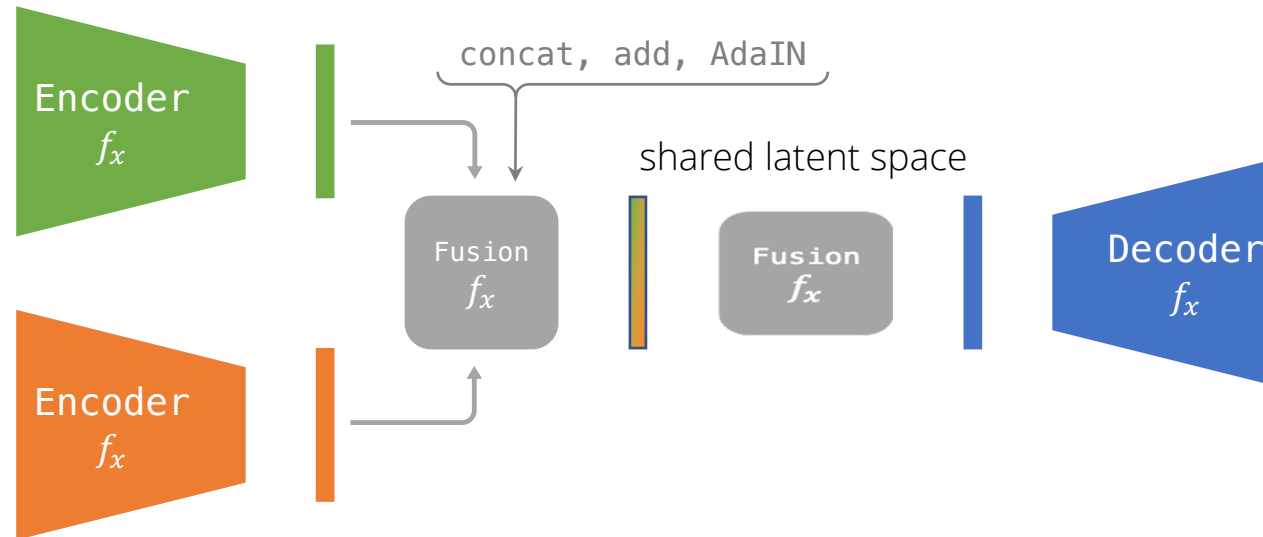 concat, add, AdaIN
Encoder
fₓ
shared latent space
Fusion
fₓ
Fusion
fₓ
Decoder
fₓ
Encoder
fₓ